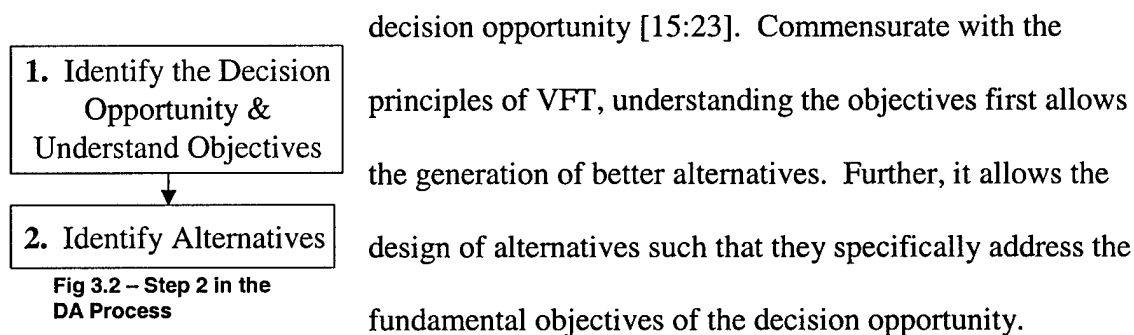 1. Identify the Decision
Opportunity &
Understand Objectives
2. Identify Alternatives
Fig 3.2 – Step 2 in the
DA Process
decision opportunity [15:23].  Commensurate with the
principles of VFT, understanding the objectives first allows
the generation of better alternatives.  Further, it allows the
design of alternatives such that they specifically address the
fundamental objectives of the decision opportunity.